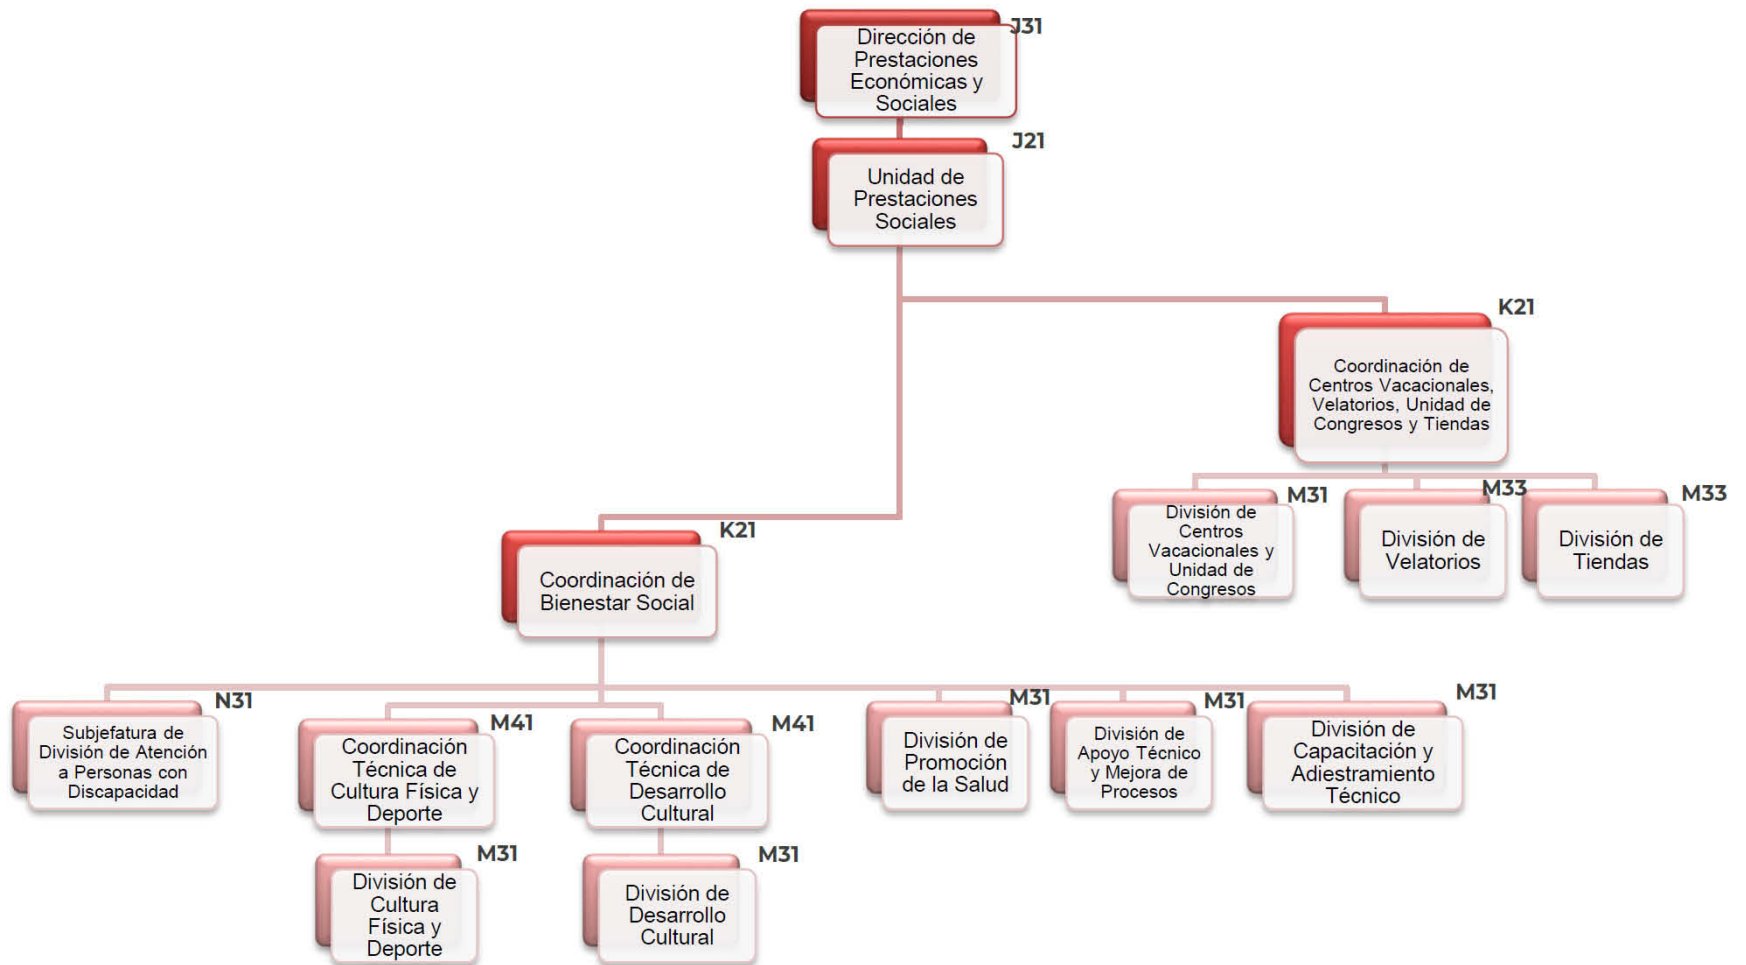 J31
Dirección de
Prestaciones
Económicas y
Sociales
J21
Unidad de
Prestaciones
Sociales
K21
Coordinación de
Centros Vacacionales,
Velatorios, Unidad de
Congresos y Tiendas
M31
División de
Centros
Vacacionales y
Unidad de
Congresos
M33
División de
Velatorios
M33
División de
Tiendas
K21
Coordinación de
Bienestar Social
N31
Subjefatura de
División de Atención
a Personas con
Discapacidad
M41
Coordinación
Técnica de
Cultura Física y
Deporte
M41
Coordinación
Técnica de
Desarrollo
Cultural
M31
División de
Promoción
de la Salud
M31
División de
Apoyo Técnico
y Mejora de
Procesos
M31
División de
Capacitación y
Adiestramiento
Técnico
M31
División de
Cultura
Física y
Deporte
M31
División de
Desarrollo
Cultural